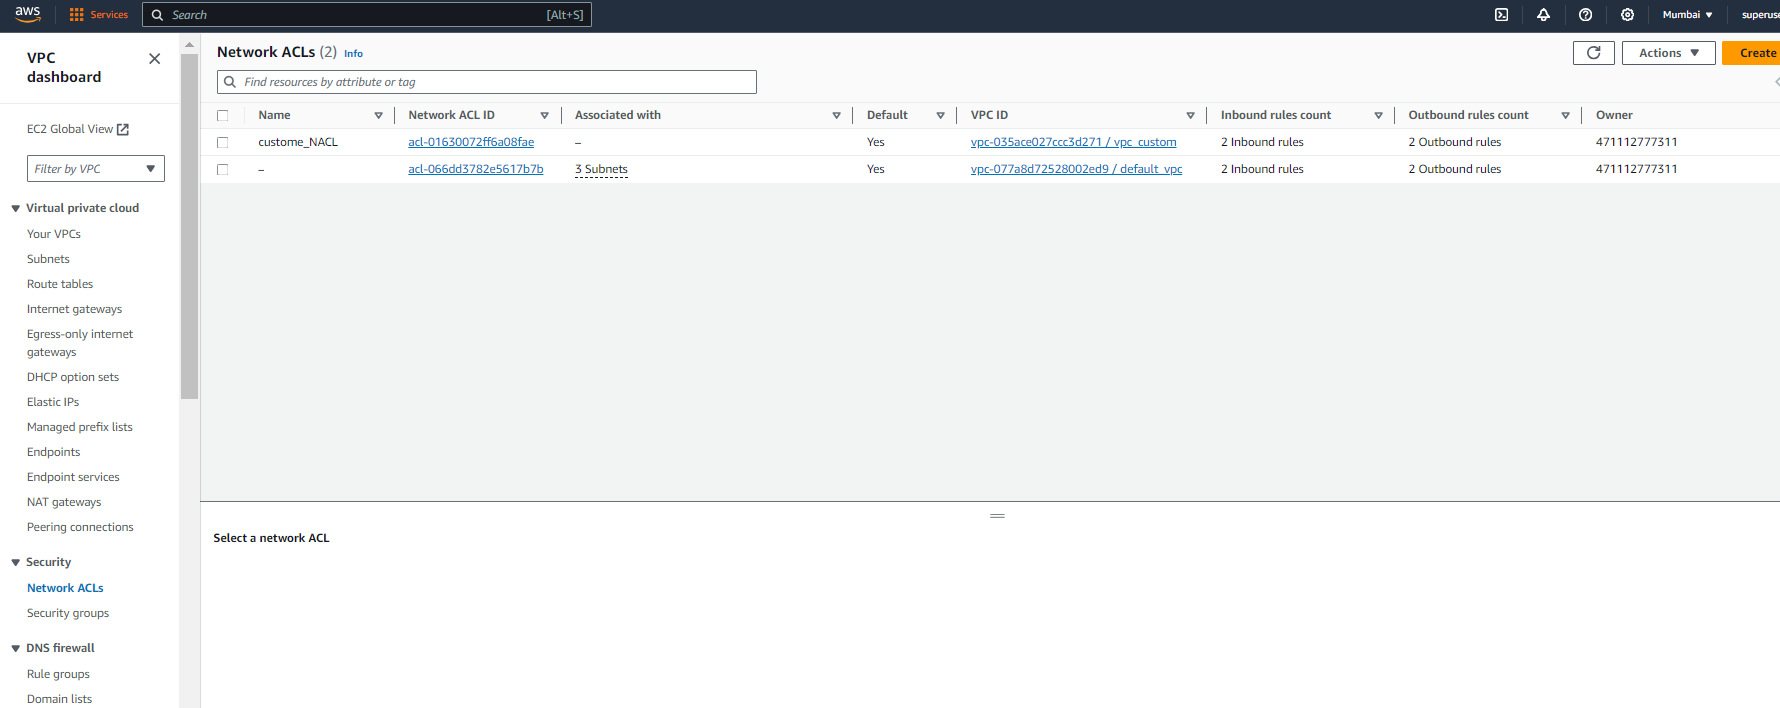 aws Services Search [Alt+S] Mumbai superuse
VPC dashboard
EC2 Global View
Filter by VPC
Virtual private cloud
Your VPCs
Subnets
Route tables
Internet gateways
Egress-only internet
gateways
DHCP option sets
Elastic IPs
Managed prefix lists
Endpoints
Endpoint services
NAT gateways
Peering connections
Security
Network ACLs
Security groups
DNS firewall
Rule groups
Domain lists
Network ACLs (2) Info
Actions Create
Find resources by attribute or tag
Name Network ACL ID Associated with Default VPC ID Inbound rules count Outbound rules count Owner
custome_NACL acl-01630072ff6a08fae – Yes vpc-035ace027ccc3d271 / vpc_custom 2 Inbound rules 2 Outbound rules 471112777311
– acl-066dd3782e5617b7b 3 Subnets Yes vpc-077a8d72528002ed9 / default_vpc 2 Inbound rules 2 Outbound rules 471112777311
Select a network ACL